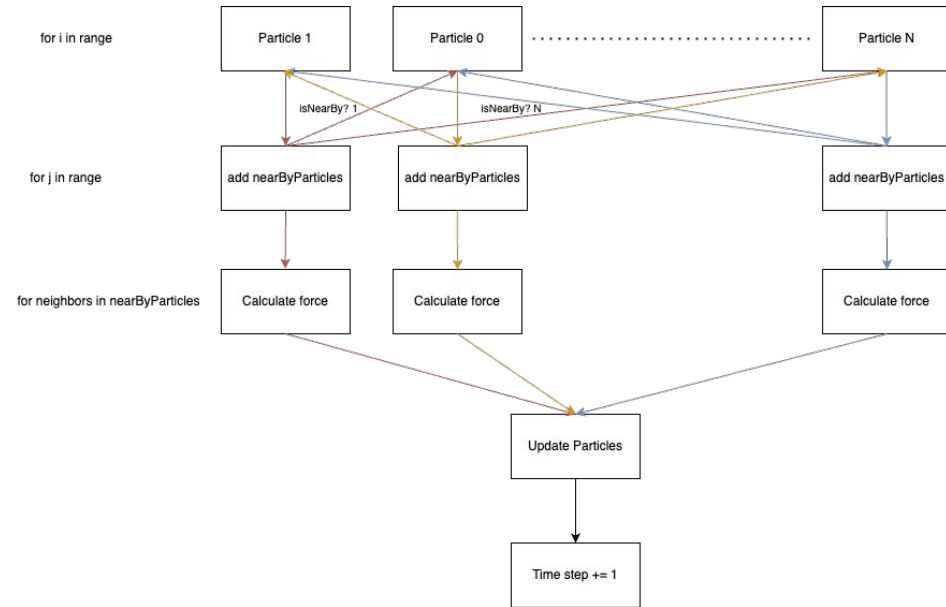 for i in range
Particle 1
Particle 0
Particle N
isNearBy? 1
isNearBy? N
for j in range
add nearByParticles
add nearByParticles
add nearByParticles
for neighbors in nearByParticles
Calculate force
Calculate force
Calculate force
Update Particles
Time step += 1